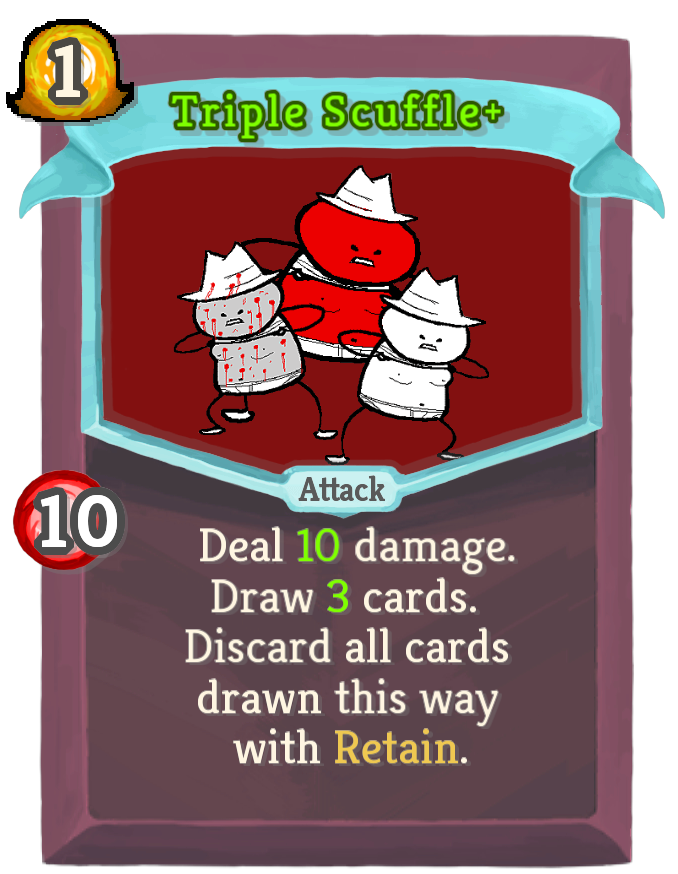 1
Triple Scuffle+
Attack
10
Deal 10 damage.
Draw 3 cards.
Discard all cards
drawn this way
with Retain.